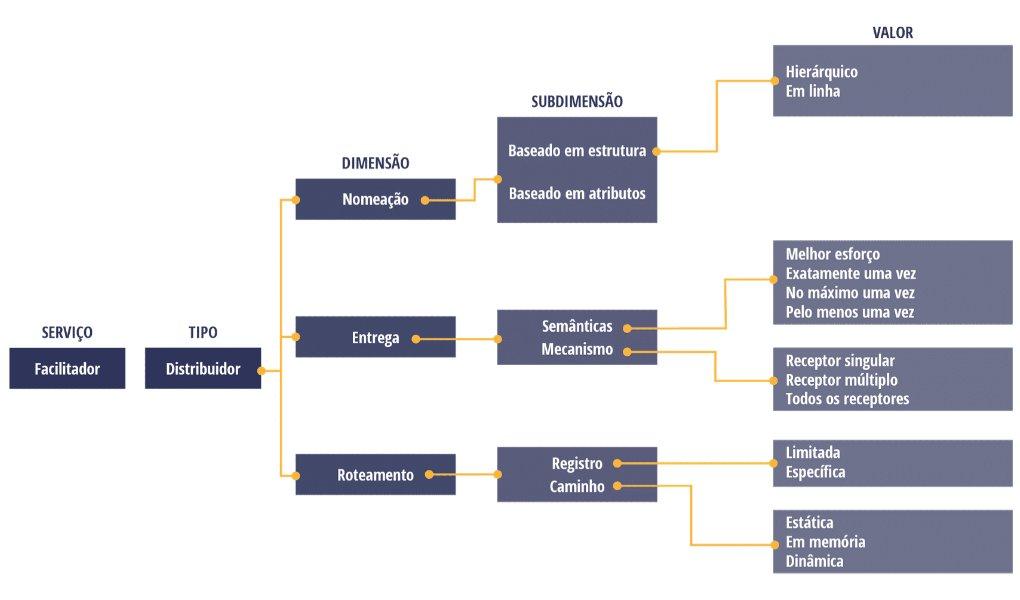 SERVIÇO
Facilitador
TIPO
Distribuidor
DIMENSÃO
Nomeação
Entrega
Roteamento
SUBDIMENSÃO
Baseado em estrutura
Baseado em atributos
Semânticas
Mecanismo
Registro
Caminho
VALOR
Hierárquico
Em linha
Melhor esforço
Exatamente uma vez
No máximo uma vez
Pelo menos uma vez
Receptor singular
Receptor múltiplo
Todos os receptores
Limitada
Específica
Estática
Em memória
Dinâmica